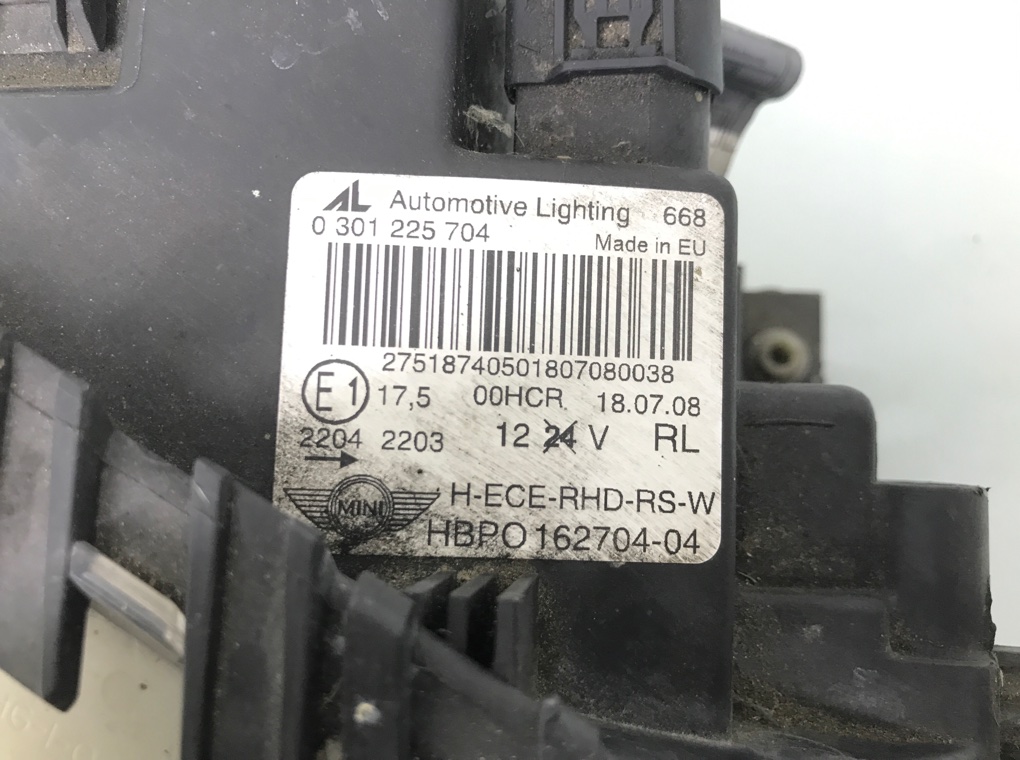 AL Automotive Lighting 668
0 301 225 704 Made in EU
27518740501807080038
E1 17,5 00HCR 18.07.08
2204 2203 12 24 V RL
MINI H-ECE-RHD-RS-W
HBPO 162704-04